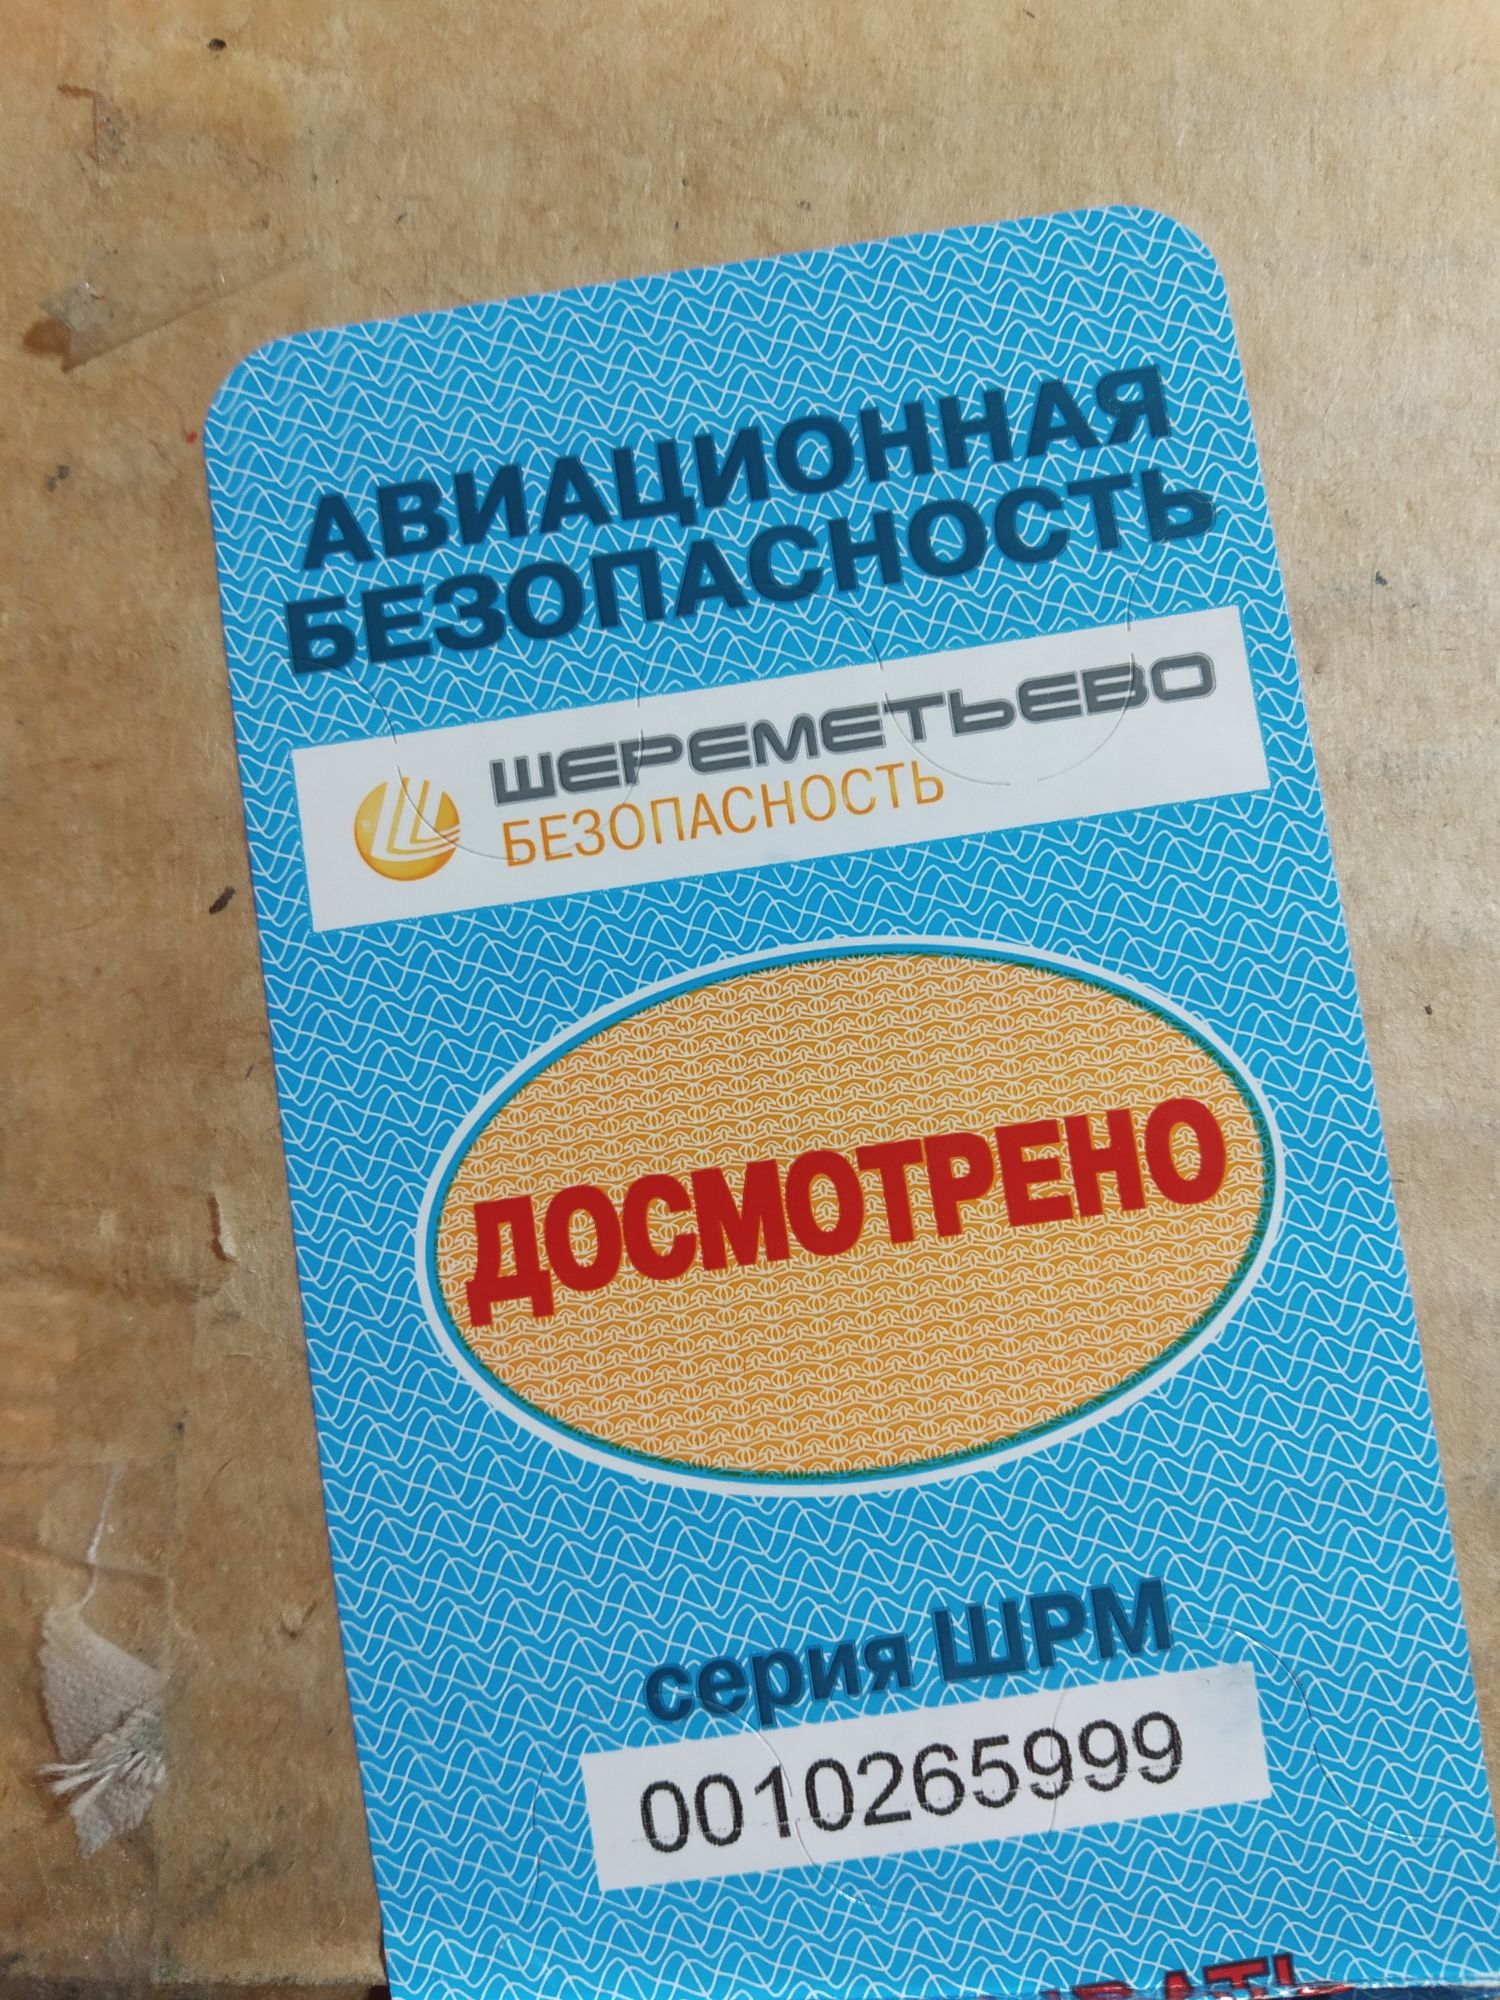 АВИАЦИОННАЯ
БЕЗОПАСНОСТЬ
ШЕРЕМЕТЬЕВО
БЕЗОПАСНОСТЬ
ДОСМОТРЕНО
серия ШРМ
0010265999